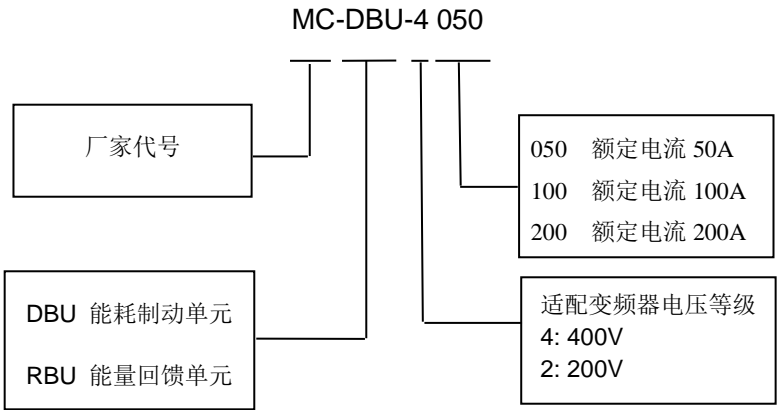 MC-DBU-4 050
厂家代号
050 额定电流 50A
100 额定电流 100A
200 额定电流 200A
DBU 能耗制动单元
RBU 能量回馈单元
适配变频器电压等级
4: 400V
2: 200V